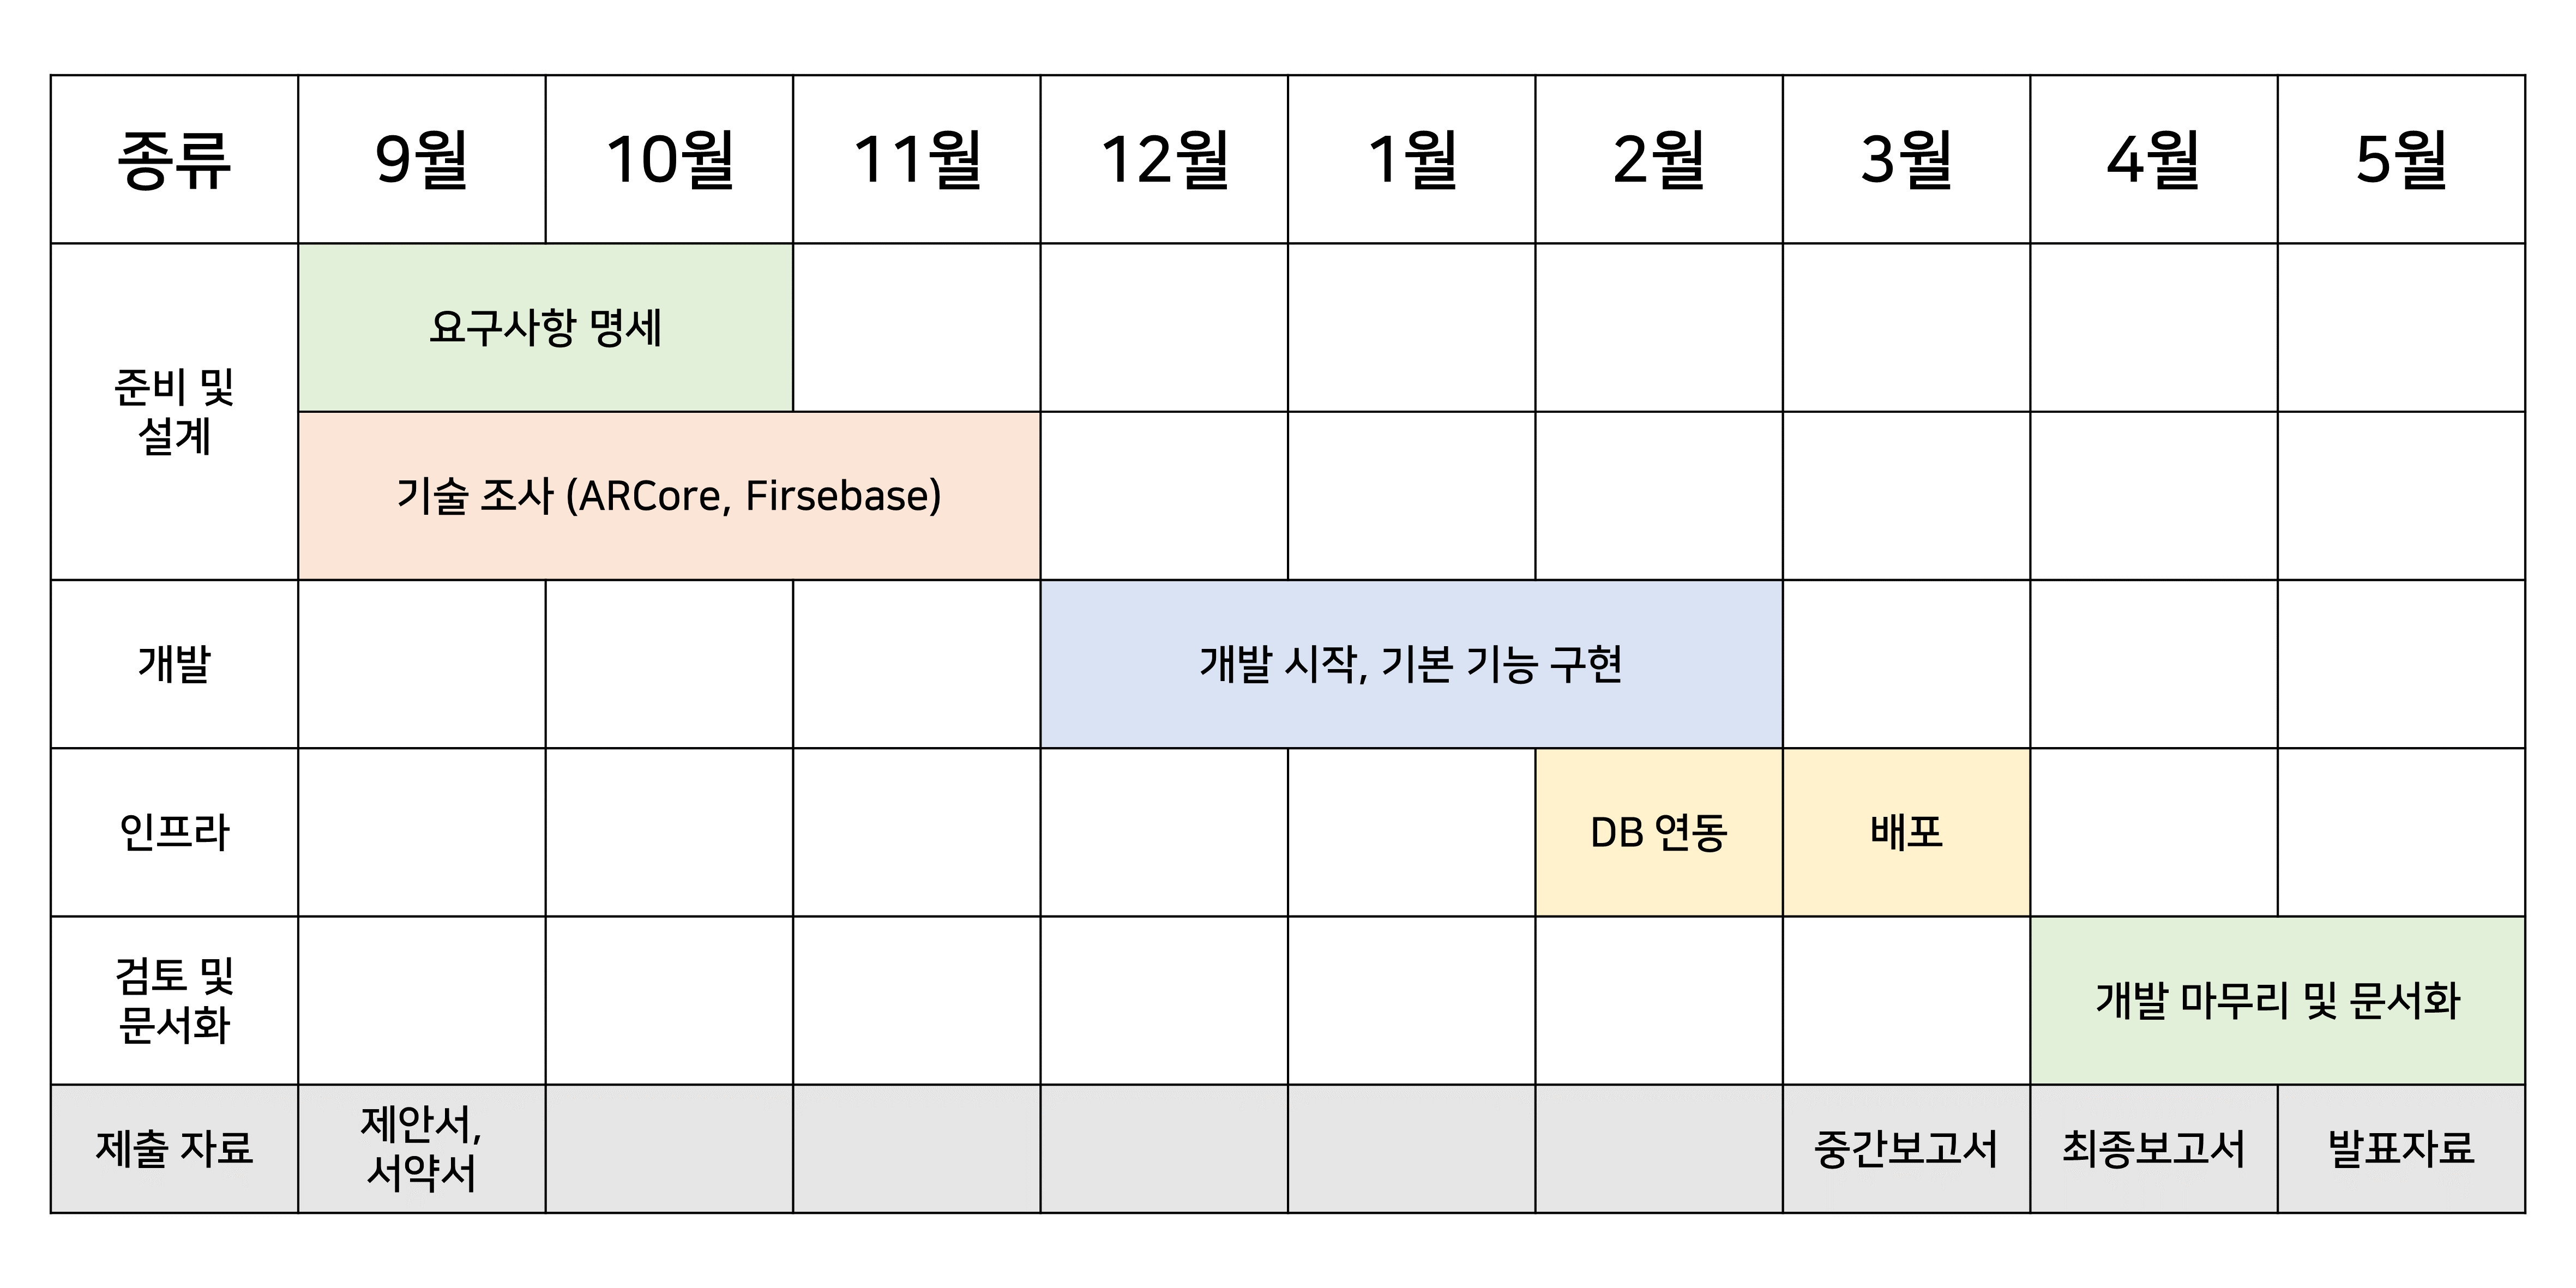 종류 9월 10월 11월 12월 1월 2월 3월 4월 5월
준비 및
설계
요구사항 명세
기술 조사 (ARCore, Firsebase)
개발
개발 시작, 기본 기능 구현
인프라
DB 연동
배포
검토 및
문서화
개발 마무리 및 문서화
제출 자료
제안서,
서약서
중간보고서
최종보고서
발표자료